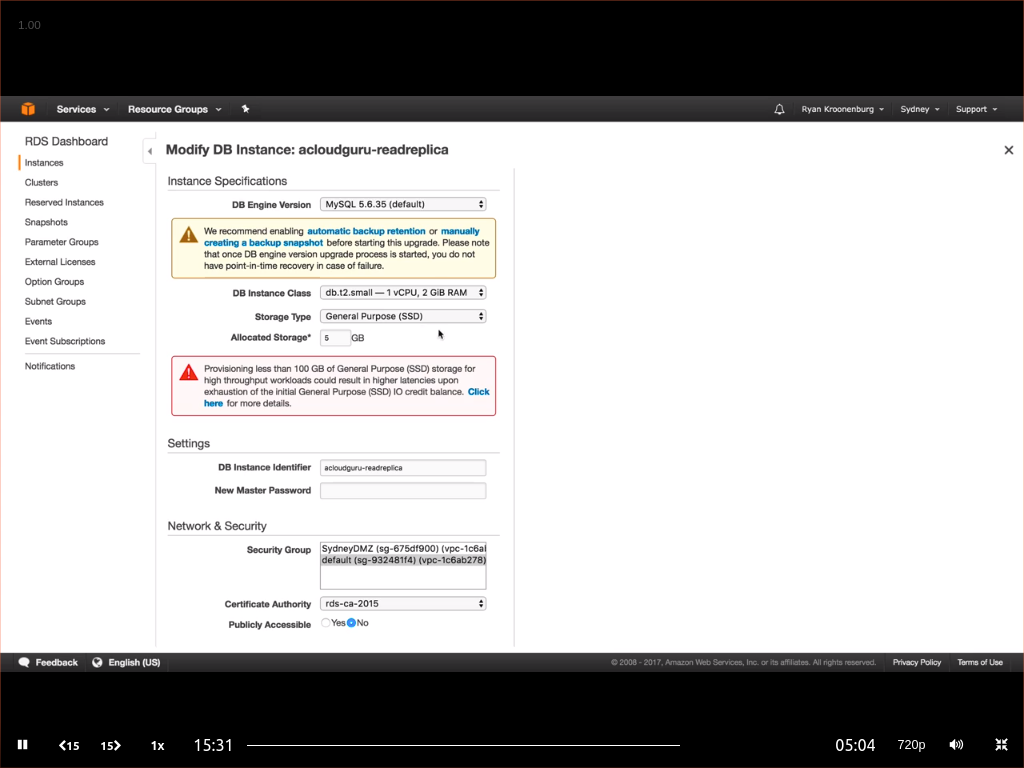 1.00
Services
Resource Groups
Ryan Kroonenburg
Sydney
Support
RDS Dashboard
Instances
Clusters
Reserved Instances
Snapshots
Parameter Groups
External Licenses
Option Groups
Subnet Groups
Events
Event Subscriptions
Notifications
Modify DB Instance: acloudguru-readreplica
Instance Specifications
DB Engine Version MySQL 5.6.35 (default)
We recommend enabling automatic backup retention or manually
creating a backup snapshot before starting this upgrade. Please note
that once DB engine version upgrade process is started, you do not
have point-in-time recovery in case of failure.
DB Instance Class db.t2.small — 1 vCPU, 2 GiB RAM
Storage Type General Purpose (SSD)
Allocated Storage* 5 GB
Provisioning less than 100 GB of General Purpose (SSD) storage for
high throughput workloads could result in higher latencies upon
exhaustion of the initial General Purpose (SSD) IO credit balance. Click
here for more details.
Settings
DB Instance Identifier acloudguru-readreplica
New Master Password
Network & Security
Security Group SydneyDMZ (sg-675df900) (vpc-1c6al
default (sg-932481f4) (vpc-1c6ab278)
Certificate Authority rds-ca-2015
Publicly Accessible Yes No
Feedback
English (US)
© 2008 - 2017, Amazon Web Services, Inc. or its affiliates. All rights reserved.
Privacy Policy
Terms of Use
15
15
1x
15:31
05:04
720p